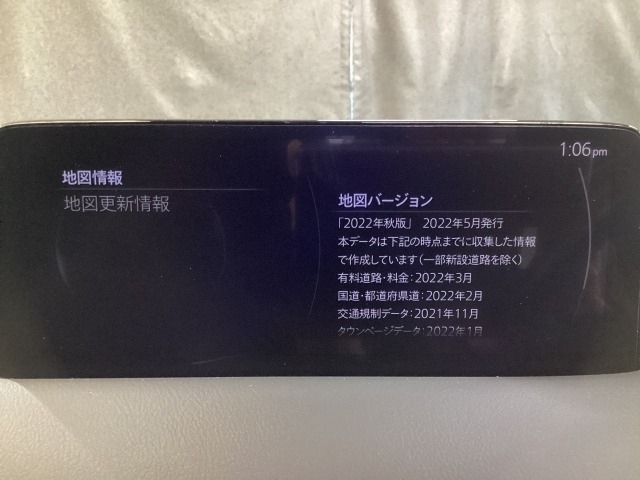 1:06pm
地図情報
地図更新情報
地図バージョン
「2022年秋版」 2022年5月発行
本データは下記の時点までに収集した情報
で作成しています(一部新設道路を除く)
有料道路・料金:2022年3月
国道・都道府県道:2022年2月
交通規制データ:2021年11月
タウンページデータ:2022年1月